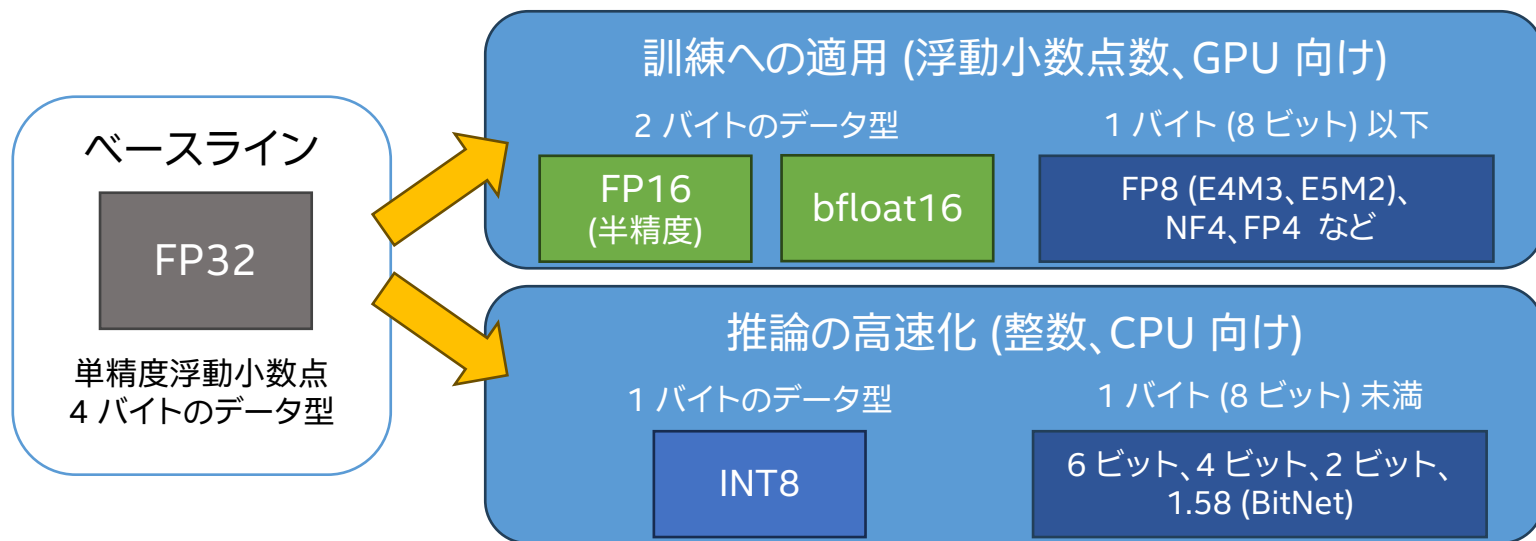 ベースライン
FP32
単精度浮動小数点
4 バイトのデータ型
訓練への適用 (浮動小数点数、GPU 向け)
2 バイトのデータ型
FP16
(半精度)
bfloat16
1 バイト (8 ビット) 以下
FP8 (E4M3、E5M2)、
NF4、FP4 など
推論の高速化 (整数、CPU 向け)
1 バイトのデータ型
INT8
1 バイト (8 ビット) 未満
6 ビット、4 ビット、2 ビット、
1.58 (BitNet)